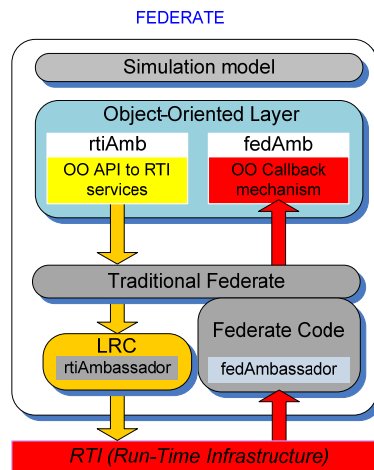 FEDERATE
Simulation model
Object-Oriented Layer
rtiAmb
OO API to RTI
services
fedAmb
OO Callback
mechanism
Traditional Federate
LRC
rtiAmbassador
Federate Code
fedAmbassador
RTI (Run-Time Infrastructure)